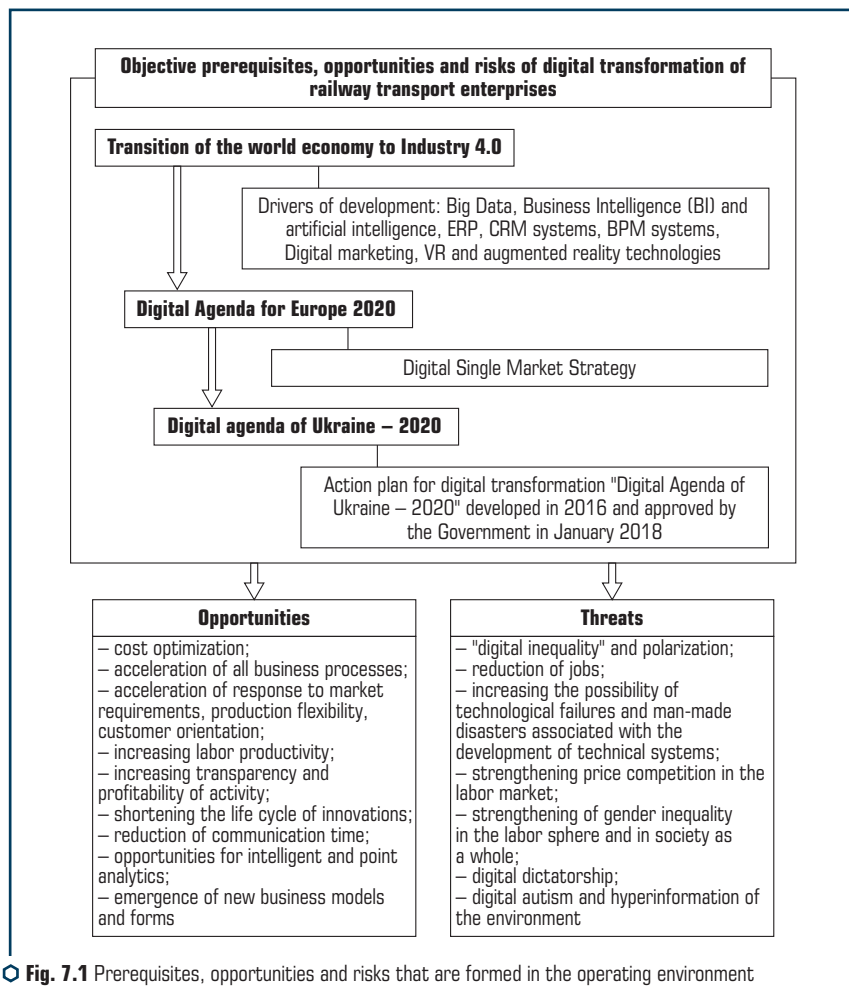 Objective prerequisites, opportunities and risks of digital transformation of
railway transport enterprises
Transition of the world economy to Industry 4.0
Drivers of development: Big Data, Business Intelligence (BI) and
artificial intelligence, ERP, CRM systems, BPM systems,
Digital marketing, VR and augmented reality technologies
Digital Agenda for Europe 2020
Digital Single Market Strategy
Digital agenda of Ukraine – 2020
Action plan for digital transformation "Digital Agenda of
Ukraine – 2020" developed in 2016 and approved by
the Government in January 2018
Opportunities
– cost optimization;
– acceleration of all business processes;
– acceleration of response to market
requirements, production flexibility,
customer orientation;
– increasing labor productivity;
– increasing transparency and
profitability of activity;
– shortening the life cycle of innovations;
– reduction of communication time;
– opportunities for intelligent and point
analytics;
– emergence of new business models
and forms
Threats
– "digital inequality" and polarization;
– reduction of jobs;
– increasing the possibility of
technological failures and man-made
disasters associated with the
development of technical systems;
– strengthening price competition in the
labor market;
– strengthening of gender inequality
in the labor sphere and in society as
a whole;
– digital dictatorship;
– digital autism and hyperinformation of
the environment
Fig. 7.1 Prerequisites, opportunities and risks that are formed in the operating environment